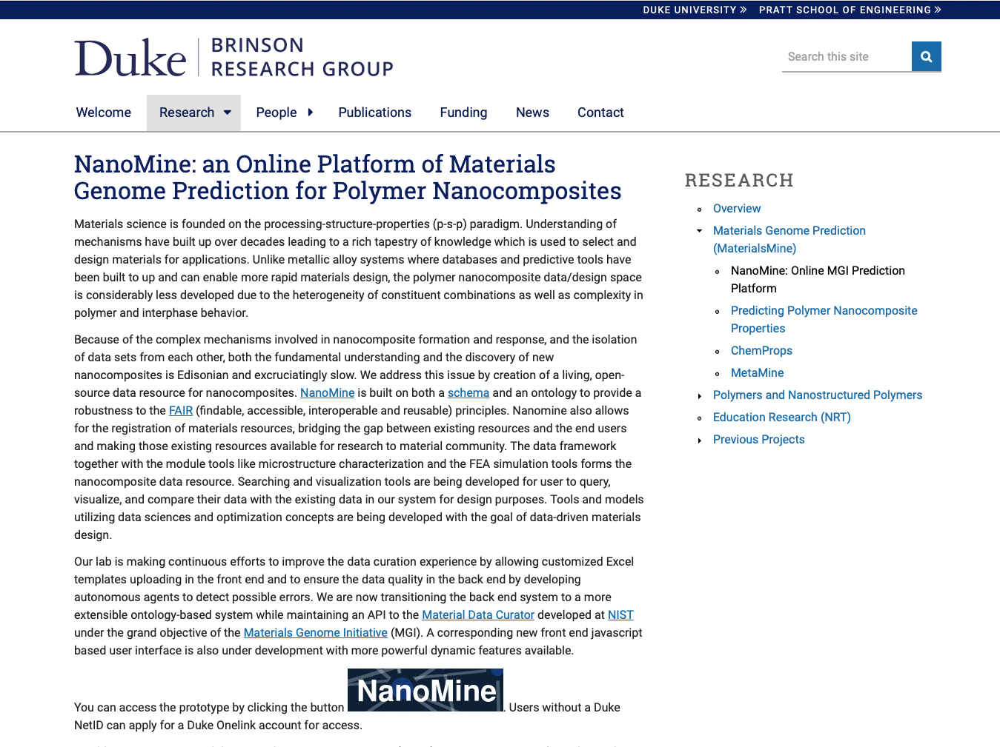 DUKE UNIVERSITY »
PRATT SCHOOL OF ENGINEERING »
Duke
BRINSON
RESEARCH GROUP
Search this site
Welcome
Research
People
Publications
Funding
News
Contact
NanoMine: an Online Platform of Materials
Genome Prediction for Polymer Nanocomposites
Materials science is founded on the processing-structure-properties (p-s-p) paradigm. Understanding of
mechanisms have built up over decades leading to a rich tapestry of knowledge which is used to select and
design materials for applications. Unlike metallic alloy systems where databases and predictive tools have
been built to up and can enable more rapid materials design, the polymer nanocomposite data/design space
is considerably less developed due to the heterogeneity of constituent combinations as well as complexity in
polymer and interphase behavior.
Because of the complex mechanisms involved in nanocomposite formation and response, and the isolation
of data sets from each other, both the fundamental understanding and the discovery of new
nanocomposites is Edisonian and excruciatingly slow. We address this issue by creation of a living, open-
source data resource for nanocomposites. NanoMine is built on both a schema and an ontology to provide a
robustness to the FAIR (findable, accessible, interoperable and reusable) principles. Nanomine also allows
for the registration of materials resources, bridging the gap between existing resources and the end users
and making those existing resources available for research to material community. The data framework
together with the module tools like microstructure characterization and the FEA simulation tools forms the
nanocomposite data resource. Searching and visualization tools are being developed for user to query,
visualize, and compare their data with the existing data in our system for design purposes. Tools and models
utilizing data sciences and optimization concepts are being developed with the goal of data-driven materials
design.
Our lab is making continuous efforts to improve the data curation experience by allowing customized Excel
templates uploading in the front end and to ensure the data quality in the back end by developing
autonomous agents to detect possible errors. We are now transitioning the back end system to a more
extensible ontology-based system while maintaining an API to the Material Data Curator developed at NIST
under the grand objective of the Materials Genome Initiative (MGI). A corresponding new front end javascript
based user interface is also under development with more powerful dynamic features available.
You can access the prototype by clicking the button NanoMine. Users without a Duke
NetID can apply for a Duke Onelink account for access.
RESEARCH
Overview
Materials Genome Prediction
(MaterialsMine)
NanoMine: Online MGI Prediction
Platform
Predicting Polymer Nanocomposite
Properties
ChemProps
MetaMine
Polymers and Nanostructured Polymers
Education Research (NRT)
Previous Projects